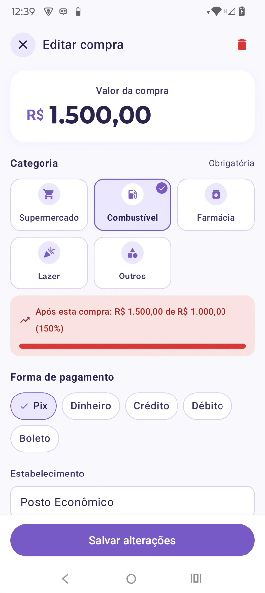 12:39
Editar compra
Valor da compra
R$ 1.500,00
Categoria Obrigatória
Supermercado Combustível Farmácia
Lazer Outros
Após esta compra: R$ 1.500,00 de R$ 1.000,00
(150%)
Forma de pagamento
Pix Dinheiro Crédito Débito
Boleto
Estabelecimento
Posto Econômico
Salvar alterações